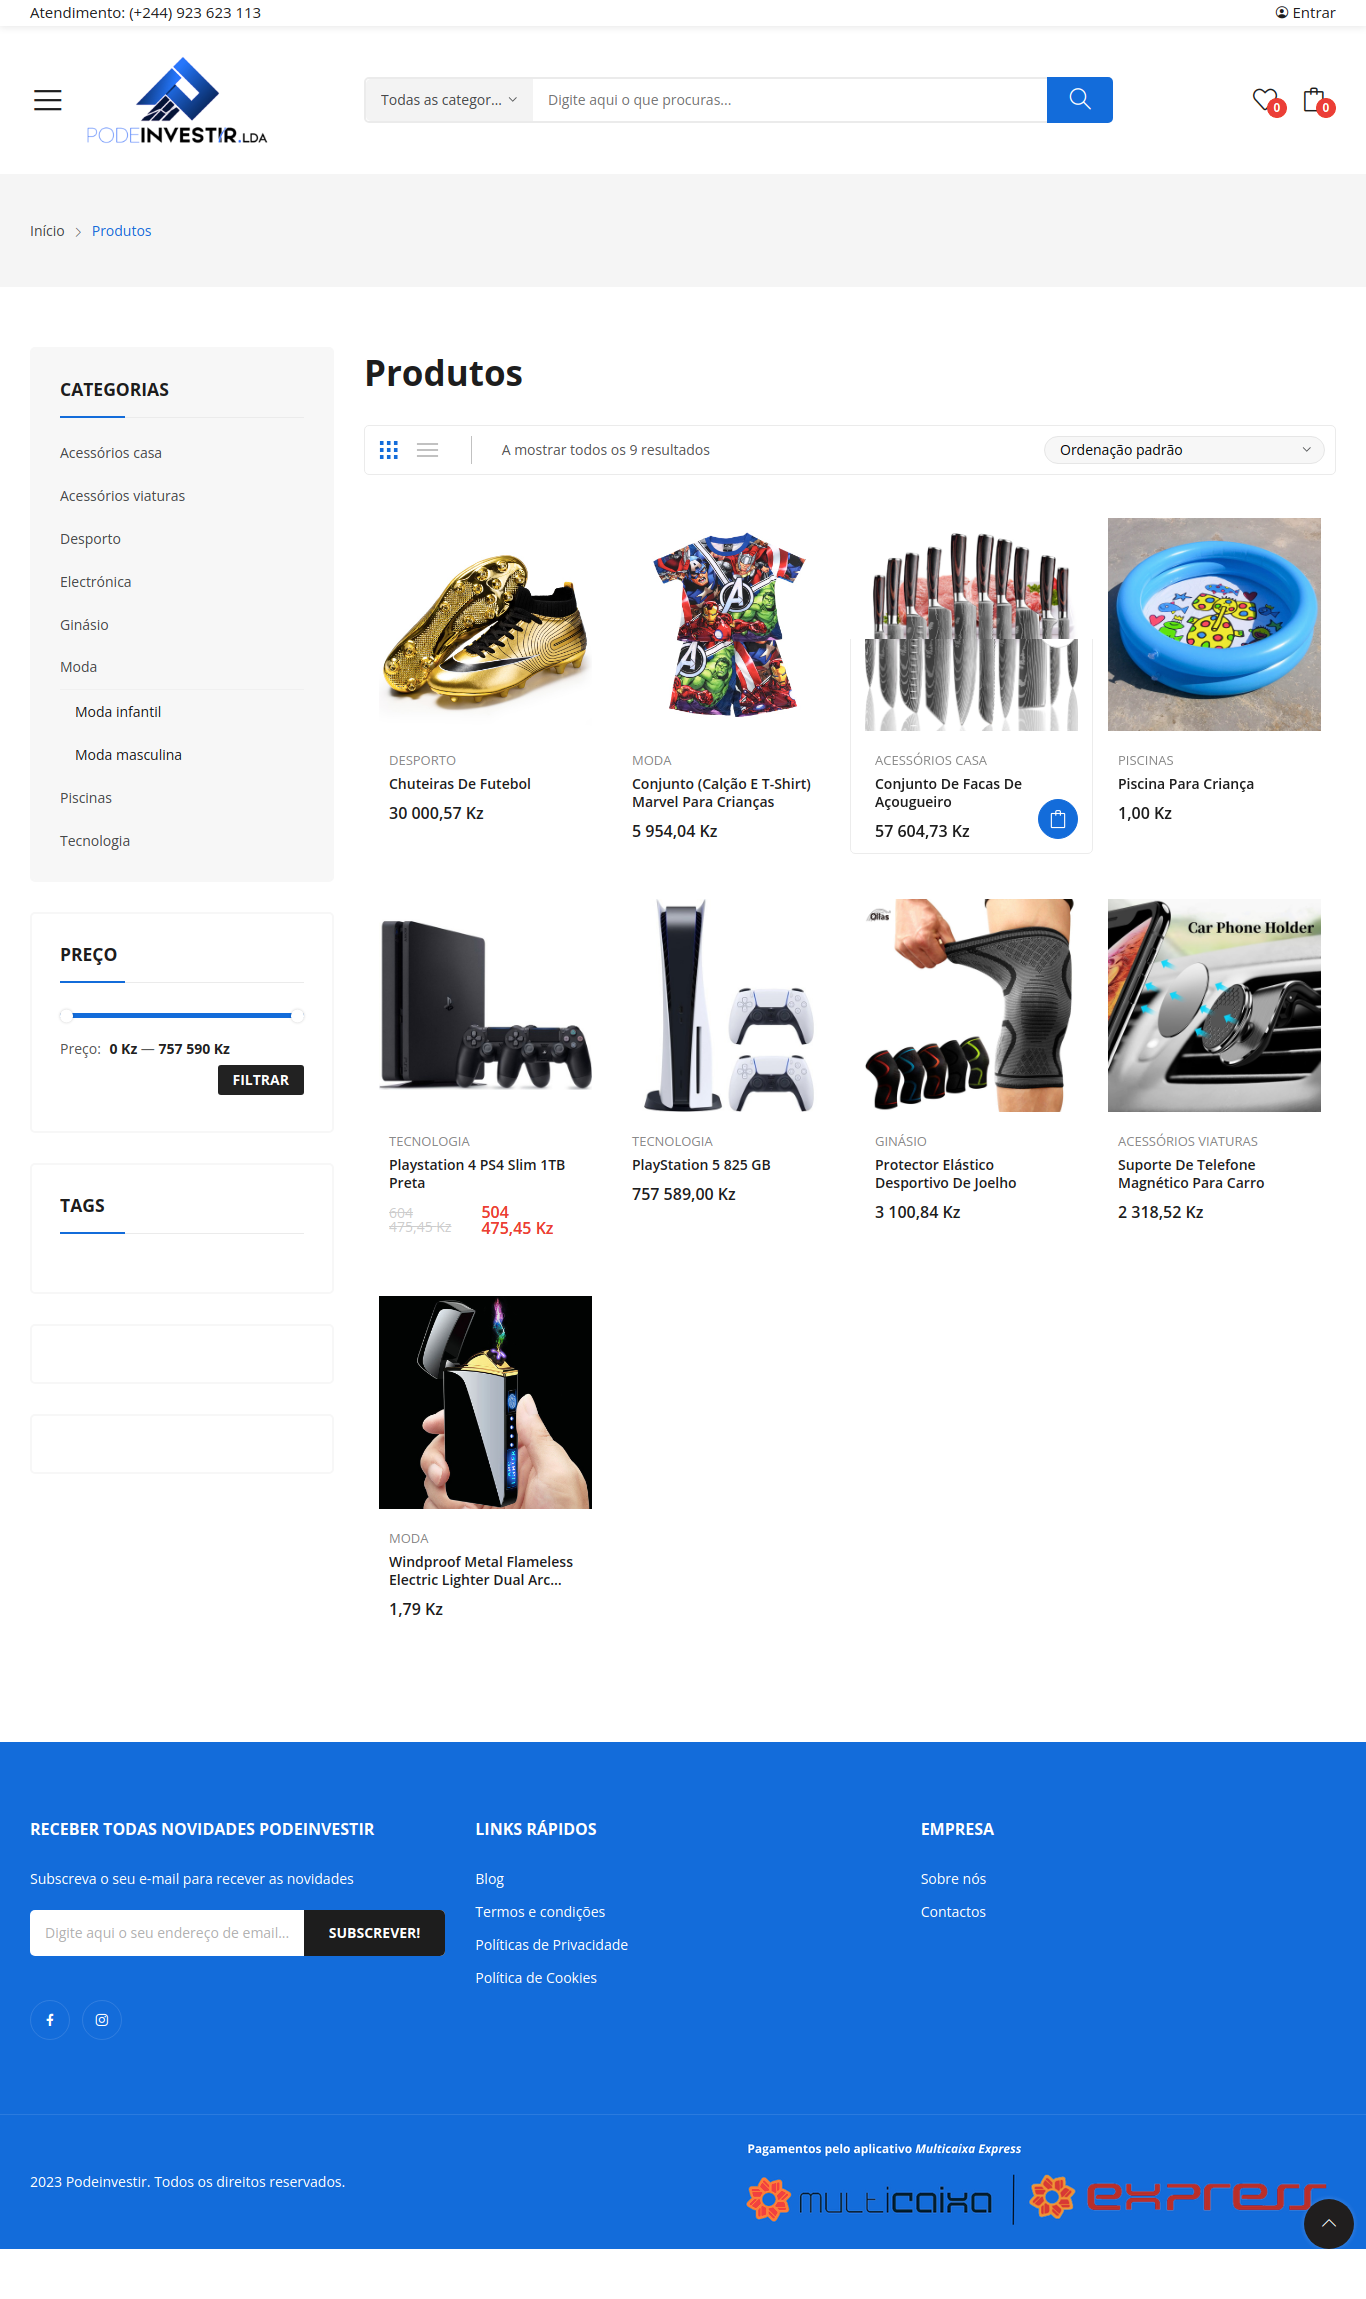 Atendimento: (+244) 923 623 113
Entrar
PODEINVESTIR.LDA
Todas as categor...
Digite aqui o que procuras...
0
0
Início
Produtos
CATEGORIAS
Acessórios casa
Acessórios viaturas
Desporto
Electrónica
Ginásio
Moda
Moda infantil
Moda masculina
Piscinas
Tecnologia
PREÇO
Preço: 0 Kz — 757 590 Kz
FILTRAR
TAGS
Produtos
A mostrar todos os 9 resultados
Ordenação padrão
DESPORTO
Chuteiras De Futebol
30 000,57 Kz
MODA
Conjunto (Calção E T-Shirt)
Marvel Para Crianças
5 954,04 Kz
ACESSÓRIOS CASA
Conjunto De Facas De
Açougueiro
57 604,73 Kz
PISCINAS
Piscina Para Criança
1,00 Kz
TECNOLOGIA
Playstation 4 PS4 Slim 1TB
Preta
604
475,45 Kz
504
475,45 Kz
TECNOLOGIA
PlayStation 5 825 GB
757 589,00 Kz
Olfas
GINÁSIO
Protector Elástico
Desportivo De Joelho
3 100,84 Kz
Car Phone Holder
ACESSÓRIOS VIATURAS
Suporte De Telefone
Magnético Para Carro
2 318,52 Kz
MODA
Windproof Metal Flameless
Electric Lighter Dual Arc...
1,79 Kz
RECEBER TODAS NOVIDADES PODEINVESTIR
Subscreva o seu e-mail para recever as novidades
Digite aqui o seu endereço de email...
SUBSCREVER!
LINKS RÁPIDOS
Blog
Termos e condições
Políticas de Privacidade
Política de Cookies
EMPRESA
Sobre nós
Contactos
2023 Podeinvestir. Todos os direitos reservados.
Pagamentos pelo aplicativo Multicaixa Express
multicaixa
express